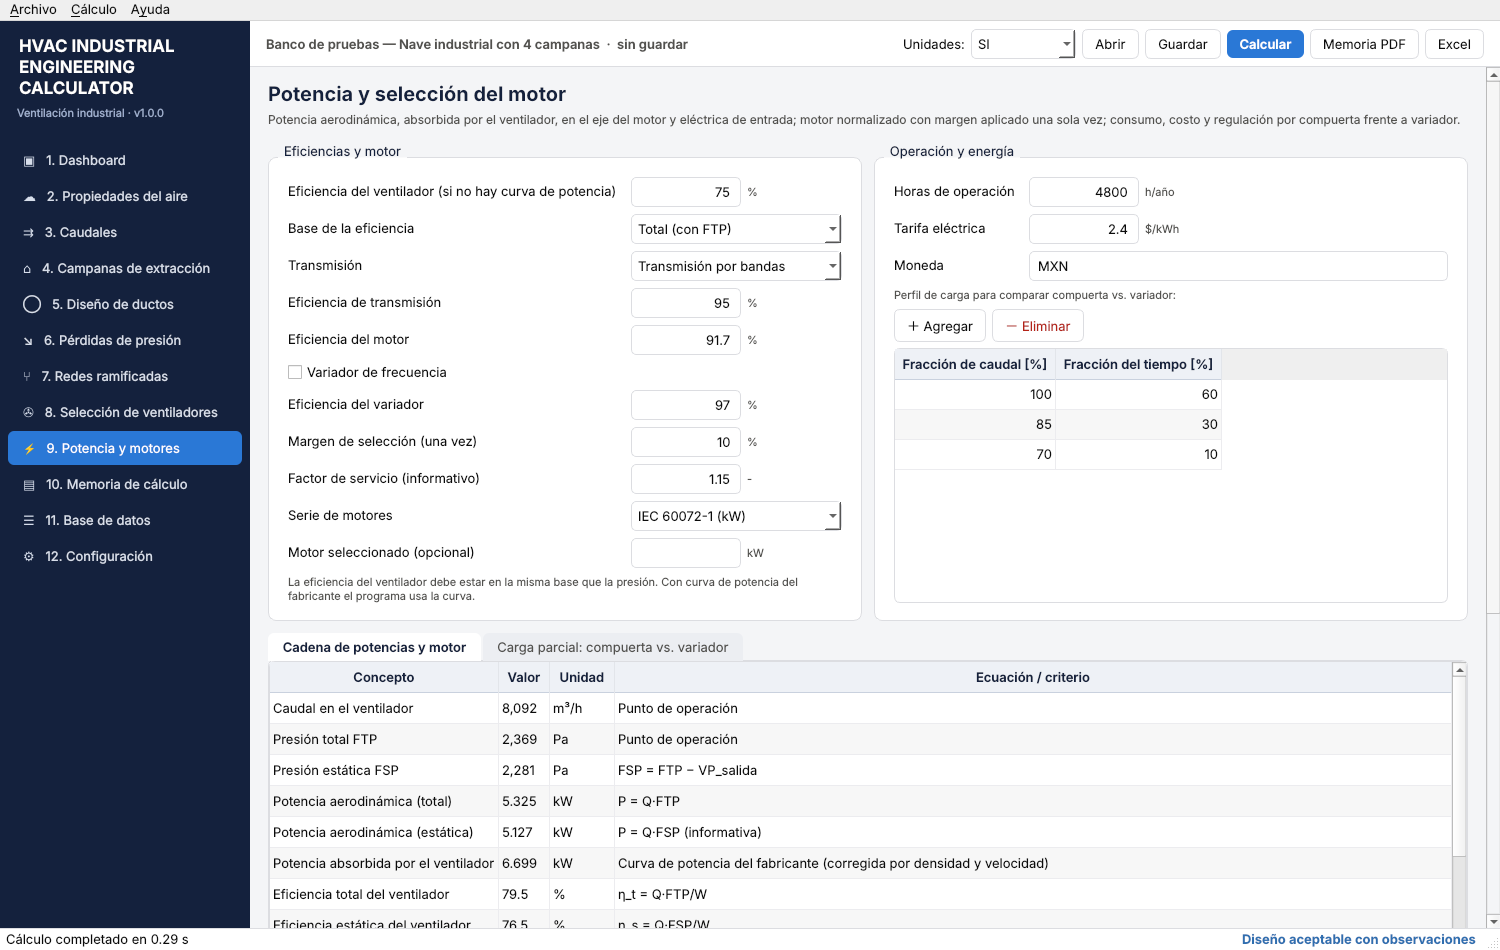 Archivo Cálculo Ayuda
HVAC INDUSTRIAL
ENGINEERING
CALCULATOR
Ventilación industrial · v1.0.0
1. Dashboard
2. Propiedades del aire
3. Caudales
4. Campanas de extracción
5. Diseño de ductos
6. Pérdidas de presión
7. Redes ramificadas
8. Selección de ventiladores
9. Potencia y motores
10. Memoria de cálculo
11. Base de datos
12. Configuración
Banco de pruebas — Nave industrial con 4 campanas · sin guardar
Unidades: SI Abrir Guardar Calcular Memoria PDF Excel
Potencia y selección del motor
Potencia aerodinámica, absorbida por el ventilador, en el eje del motor y eléctrica de entrada; motor normalizado con margen aplicado una sola vez; consumo, costo y regulación por compuerta frente a variador.
Eficiencias y motor
Eficiencia del ventilador (si no hay curva de potencia) 75 %
Base de la eficiencia Total (con FTP)
Transmisión Transmisión por bandas
Eficiencia de transmisión 95 %
Eficiencia del motor 91.7 %
Variador de frecuencia
Eficiencia del variador 97 %
Margen de selección (una vez) 10 %
Factor de servicio (informativo) 1.15 -
Serie de motores IEC 60072-1 (kW)
Motor seleccionado (opcional) kW
La eficiencia del ventilador debe estar en la misma base que la presión. Con curva de potencia del
fabricante el programa usa la curva.
Operación y energía
Horas de operación 4800 h/año
Tarifa eléctrica 2.4 $/kWh
Moneda MXN
Perfil de carga para comparar compuerta vs. variador:
+ Agregar − Eliminar
Fracción de caudal [%] Fracción del tiempo [%]
100 60
85 30
70 10
Cadena de potencias y motor Carga parcial: compuerta vs. variador
Concepto Valor Unidad Ecuación / criterio
Caudal en el ventilador 8,092 m³/h Punto de operación
Presión total FTP 2,369 Pa Punto de operación
Presión estática FSP 2,281 Pa FSP = FTP − VP_salida
Potencia aerodinámica (total) 5.325 kW P = Q·FTP
Potencia aerodinámica (estática) 5.127 kW P = Q·FSP (informativa)
Potencia absorbida por el ventilador 6.699 kW Curva de potencia del fabricante (corregida por densidad y velocidad)
Eficiencia total del ventilador 79.5 % η_t = Q·FTP/W
Eficiencia estática del ventilador 76.5 % η_s = Q·FSP/W
Cálculo completado en 0.29 s
Diseño aceptable con observaciones